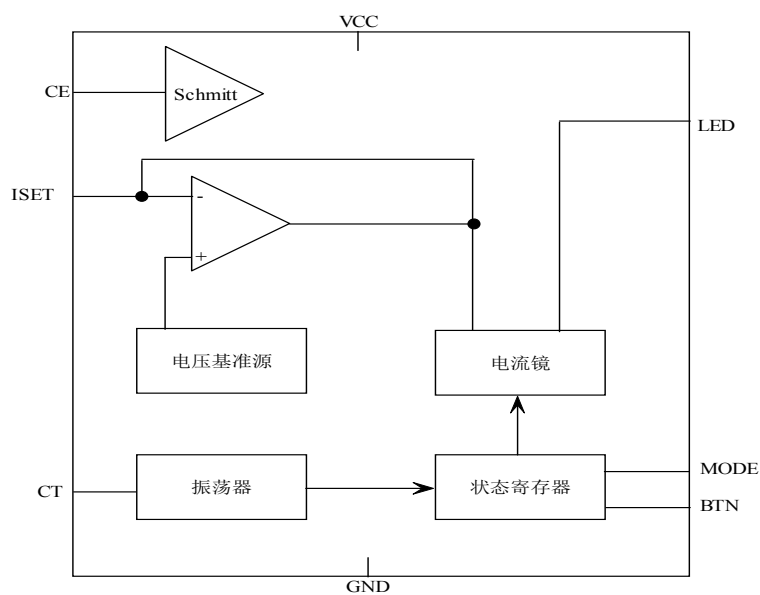 VCC
CE
Schmitt
LED
ISET
-
+
电压基准源
电流镜
CT
振荡器
状态寄存器
MODE
BTN
GND